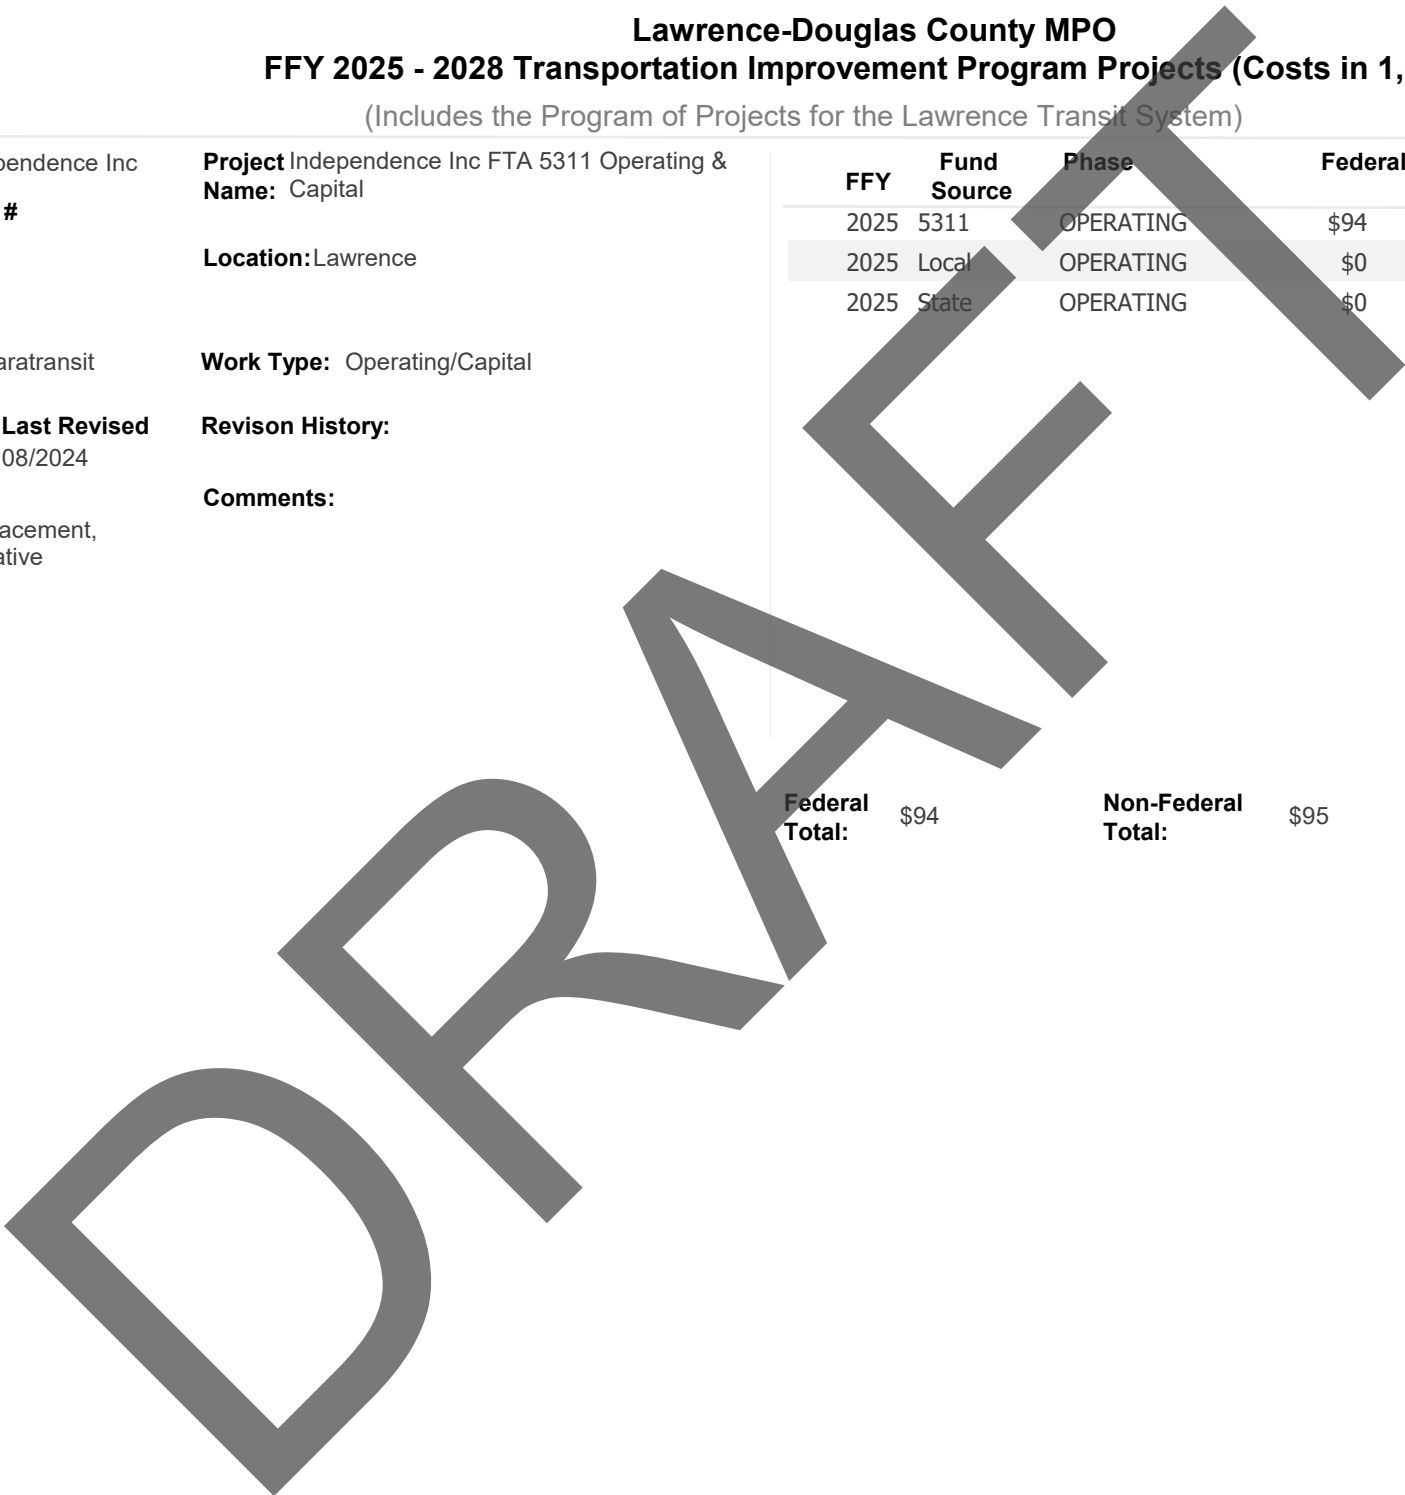 Lawrence-Douglas County MPO
FFY 2025 - 2028 Transportation Improvement Program Projects (Costs in 1,
(Includes the Program of Projects for the Lawrence Transit System)
pendence Inc
#
aratransit
Last Revised
08/2024
acement,
ative
Project Name: Independence Inc FTA 5311 Operating &
Capital
Location: Lawrence
Work Type: Operating/Capital
Revison History:
Comments:
FFY Fund Source Phase Federal
2025 5311 OPERATING $94
2025 Local OPERATING $0
2025 State OPERATING $0
Federal Total: $94 Non-Federal Total: $95
DRAFT